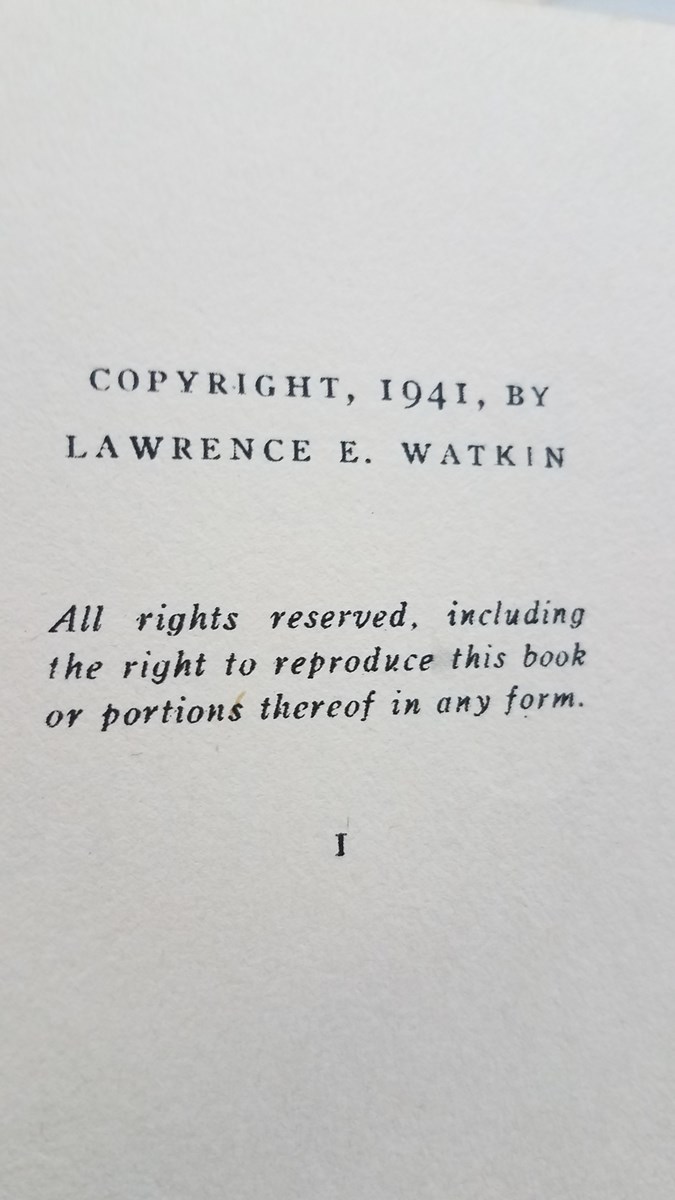 COPYRIGHT, 1941, BY
LAWRENCE E. WATKIN
All rights reserved, including
the right to reproduce this book
or portions thereof in any form.
I